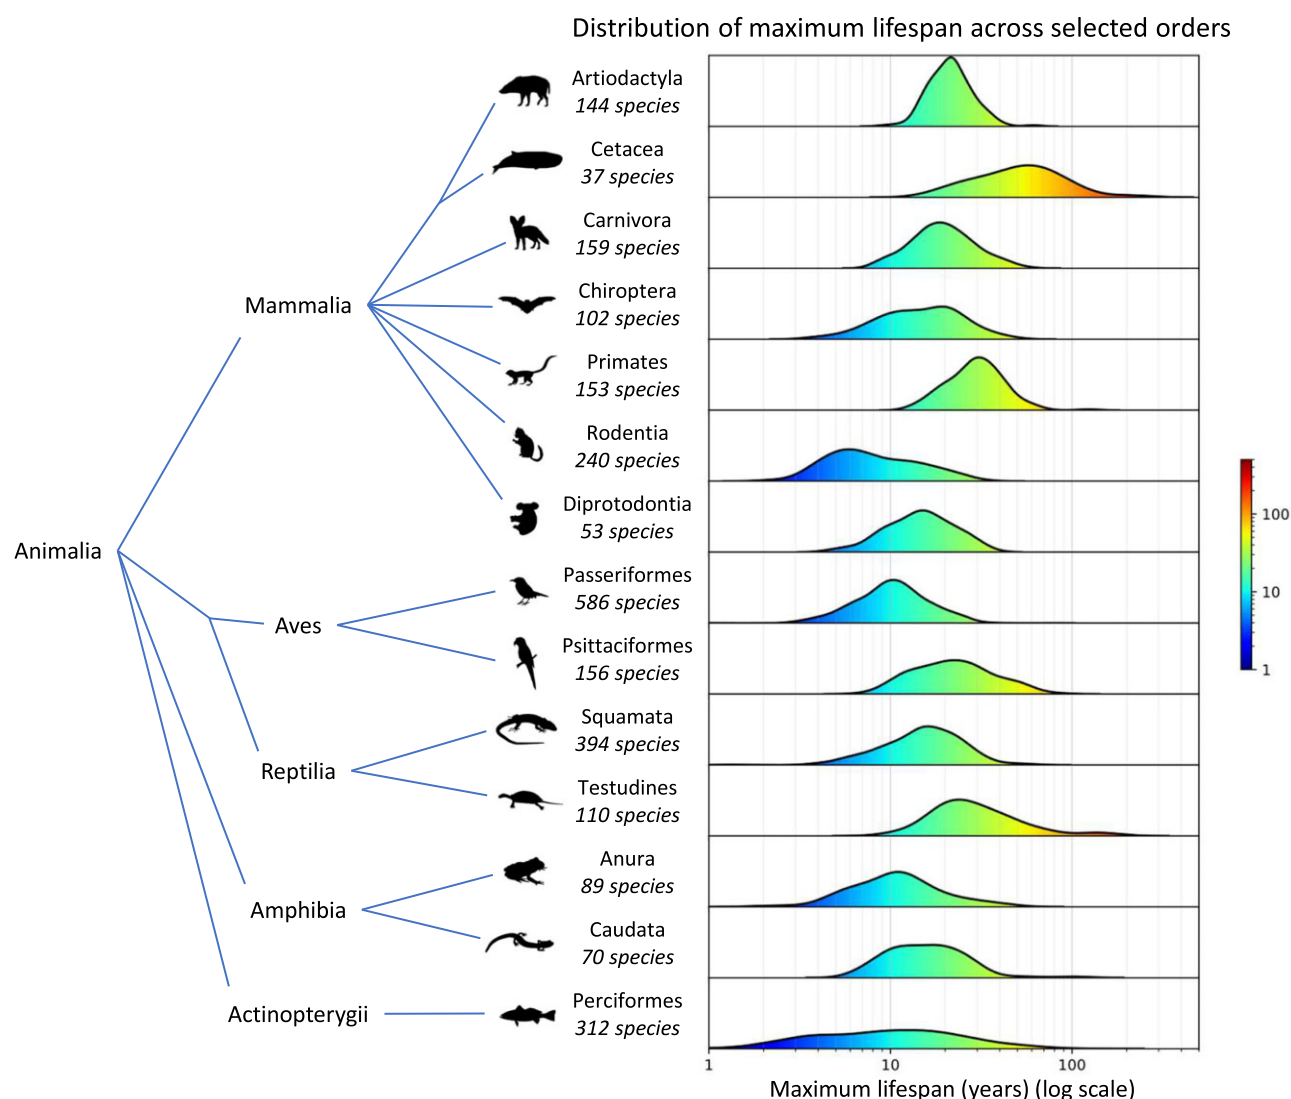 Distribution of maximum lifespan across selected orders
Artiodactyla
144 species
Cetacea
37 species
Carnivora
159 species
Chiroptera
102 species
Primates
153 species
Rodentia
240 species
Diprotodontia
53 species
Passeriformes
586 species
Psittaciformes
156 species
Squamata
394 species
Testudines
110 species
Anura
89 species
Caudata
70 species
Perciformes
312 species
Mammalia
Animalia
Aves
Reptilia
Amphibia
Actinopterygii
100
10
1
1 10 100
Maximum lifespan (years) (log scale)